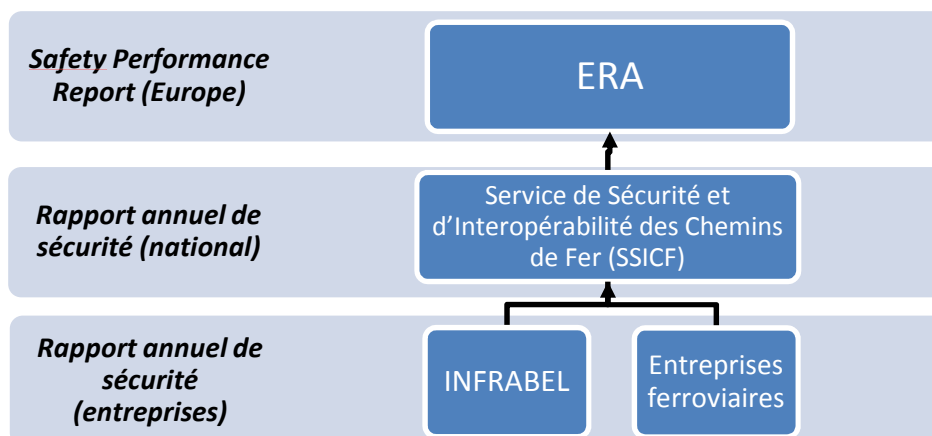 Safety Performance
Report (Europe)
ERA
Rapport annuel de
sécurité (national)
Service de Sécurité et
d'Interopérabilité des Chemins
de Fer (SSICF)
Rapport annuel de
sécurité
(entreprises)
INFRABEL
Entreprises
ferroviaires